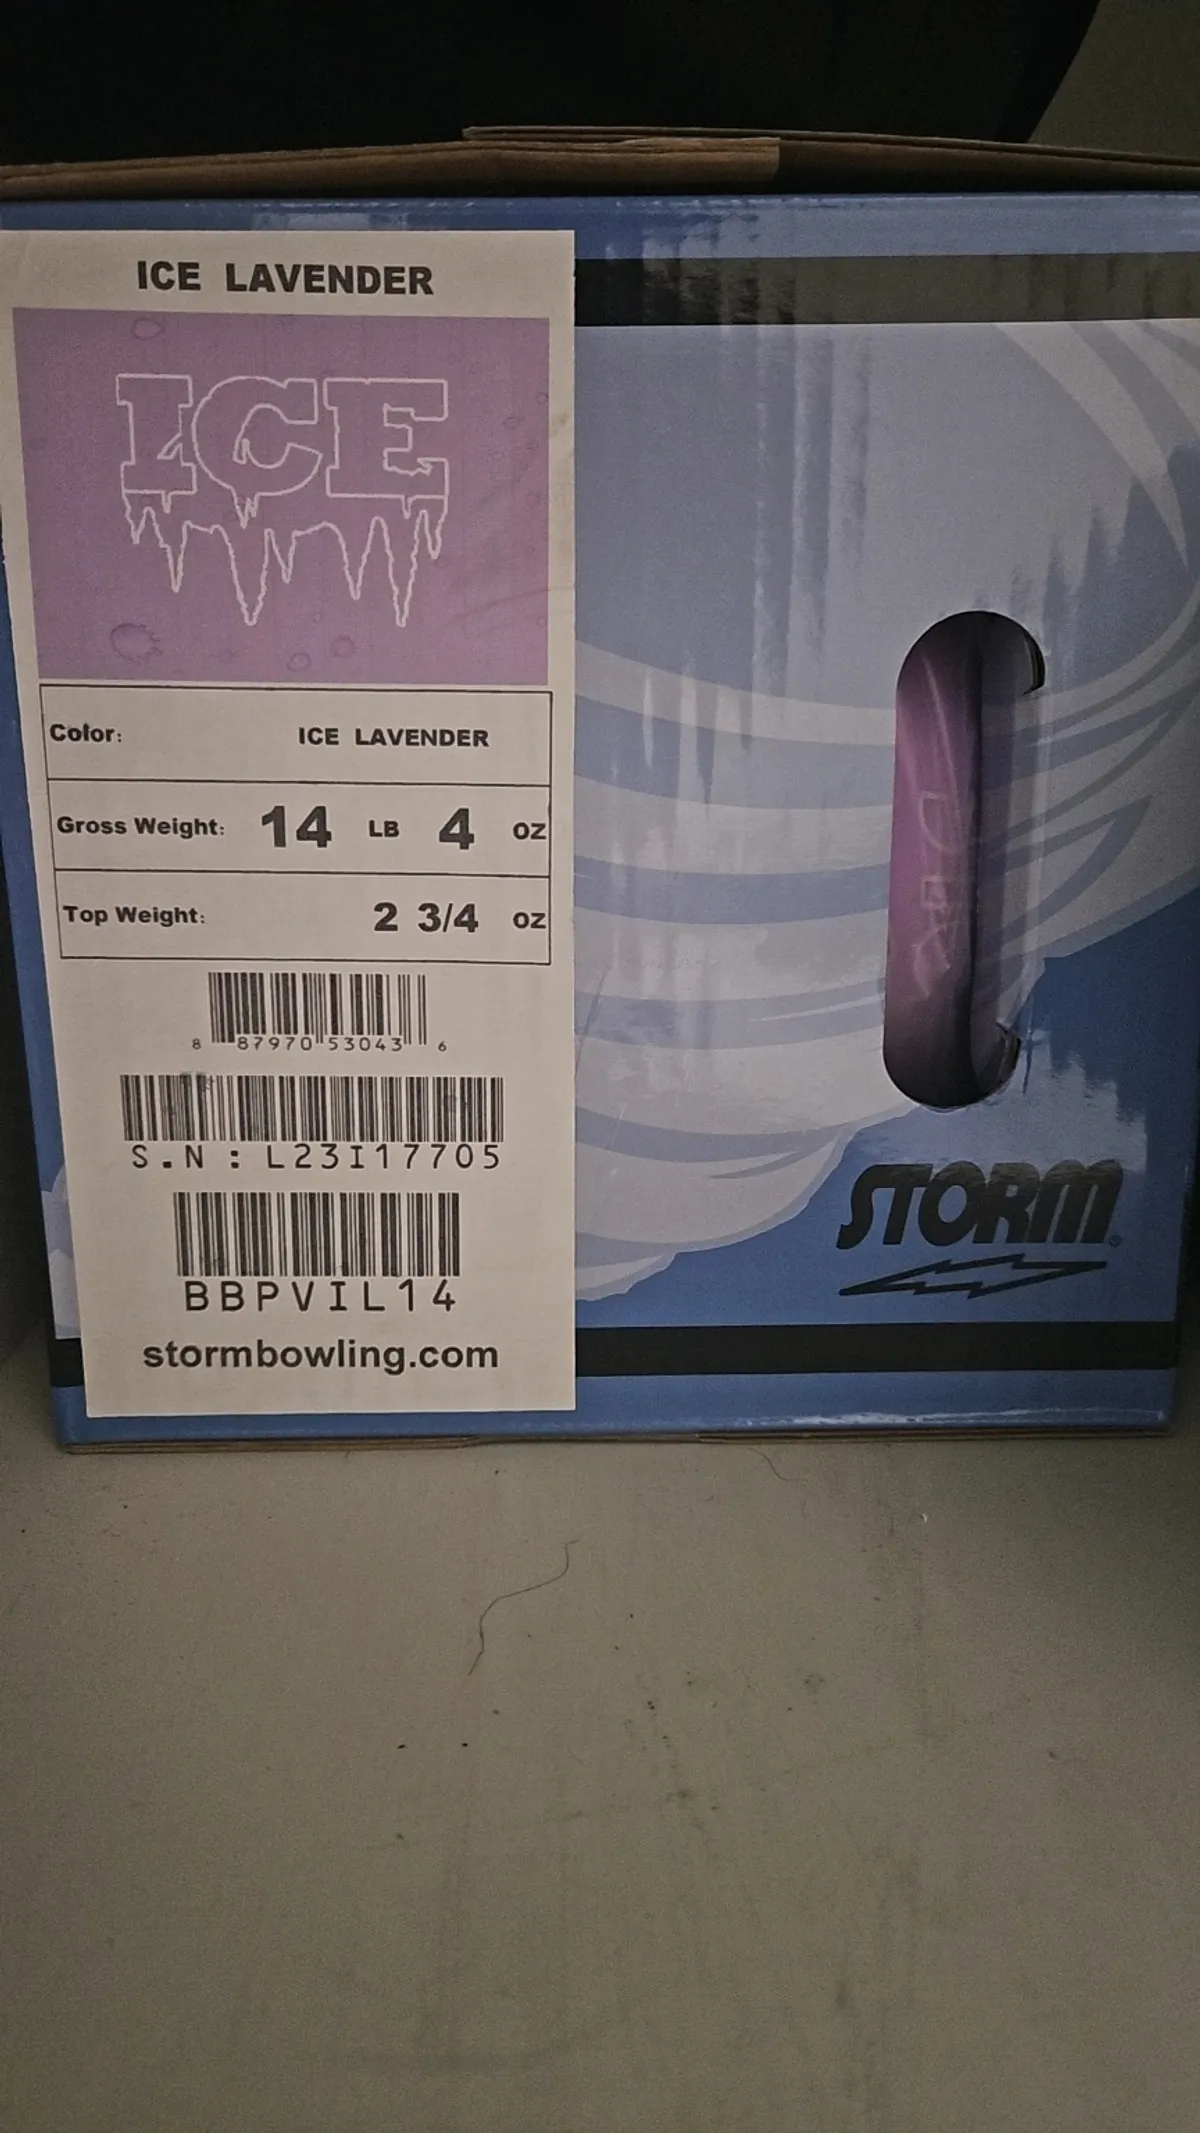 ICE LAVENDER
ICE
Color: ICE LAVENDER
Gross Weight: 14 LB 4 OZ
Top Weight: 2 3/4 OZ
8 87970 53043 6
S.N : L23I17705
BBPVIL14
stormbowling.com
STORM®